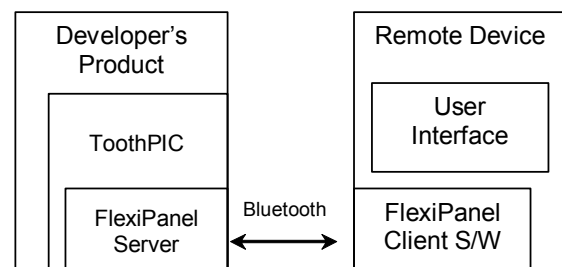 Developer's
Product
ToothPIC
FlexiPanel
Server
Bluetooth
Remote Device
User
Interface
FlexiPanel
Client S/W